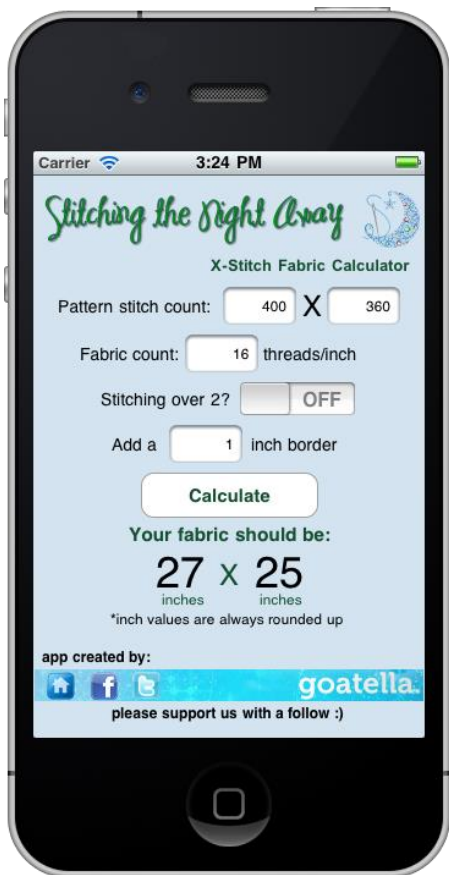 Carrier 3:24 PM
Stitching the Night Away
X-Stitch Fabric Calculator
Pattern stitch count: 400 X 360
Fabric count: 16 threads/inch
Stitching over 2? OFF
Add a 1 inch border
Calculate
Your fabric should be:
27 x 25
inches inches
*inch values are always rounded up
app created by:
goatella.
please support us with a follow :)